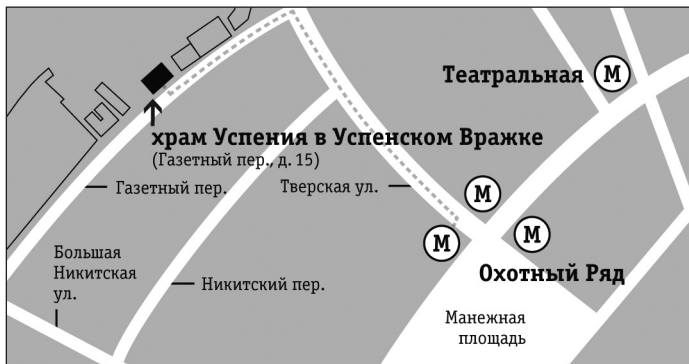 Театральная
М
храм Успения в Успенском Вражке
(Газетный пер., д. 15)
Газетный пер.
Тверская ул.
М
М
М
Охотный Ряд
Большая
Никитская
ул.
Никитский пер.
Манежная
площадь